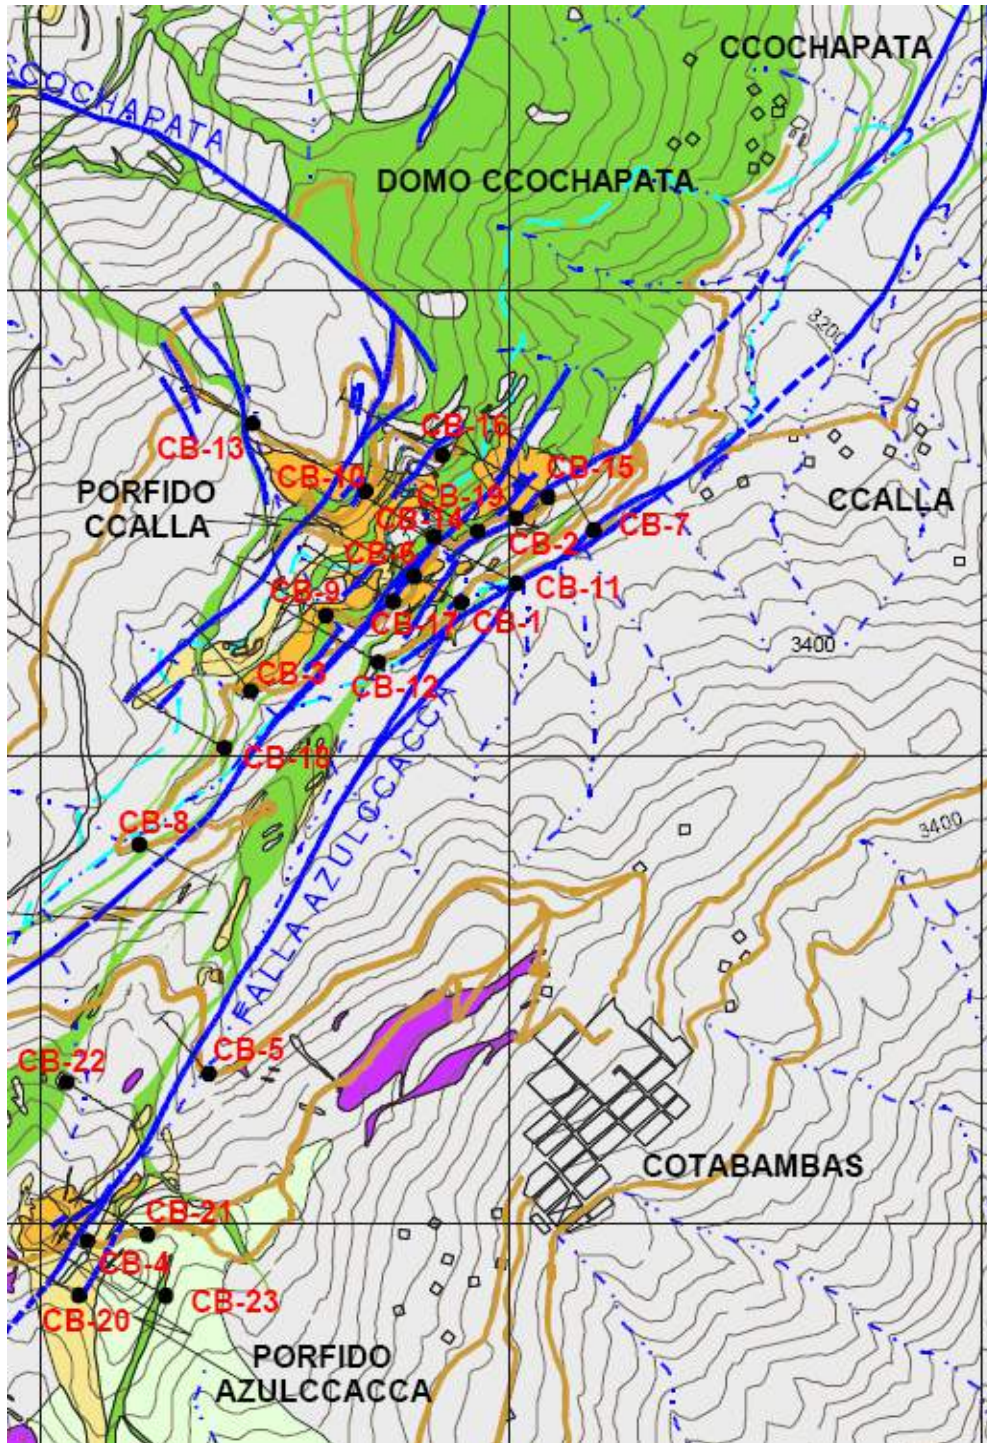 CCOCHAPATA
CCOCHAPATA
DOMO CCOCHAPATA
3200
CB-16
CB-13
CB-10
CB-15
PORFIDO
CCALLA
CB-19
CCALLA
CB-14
CB-2
CB-7
CB-6
CB-9
CB-11
CB-17
CB-1
3400
CB-3
CB-12
CB-18
FALLA AZULCCACCA
CB-8
3400
CB-5
CB-22
COTABAMBAS
CB-21
CB-4
CB-20
CB-23
PORFIDO
AZULCCACCA